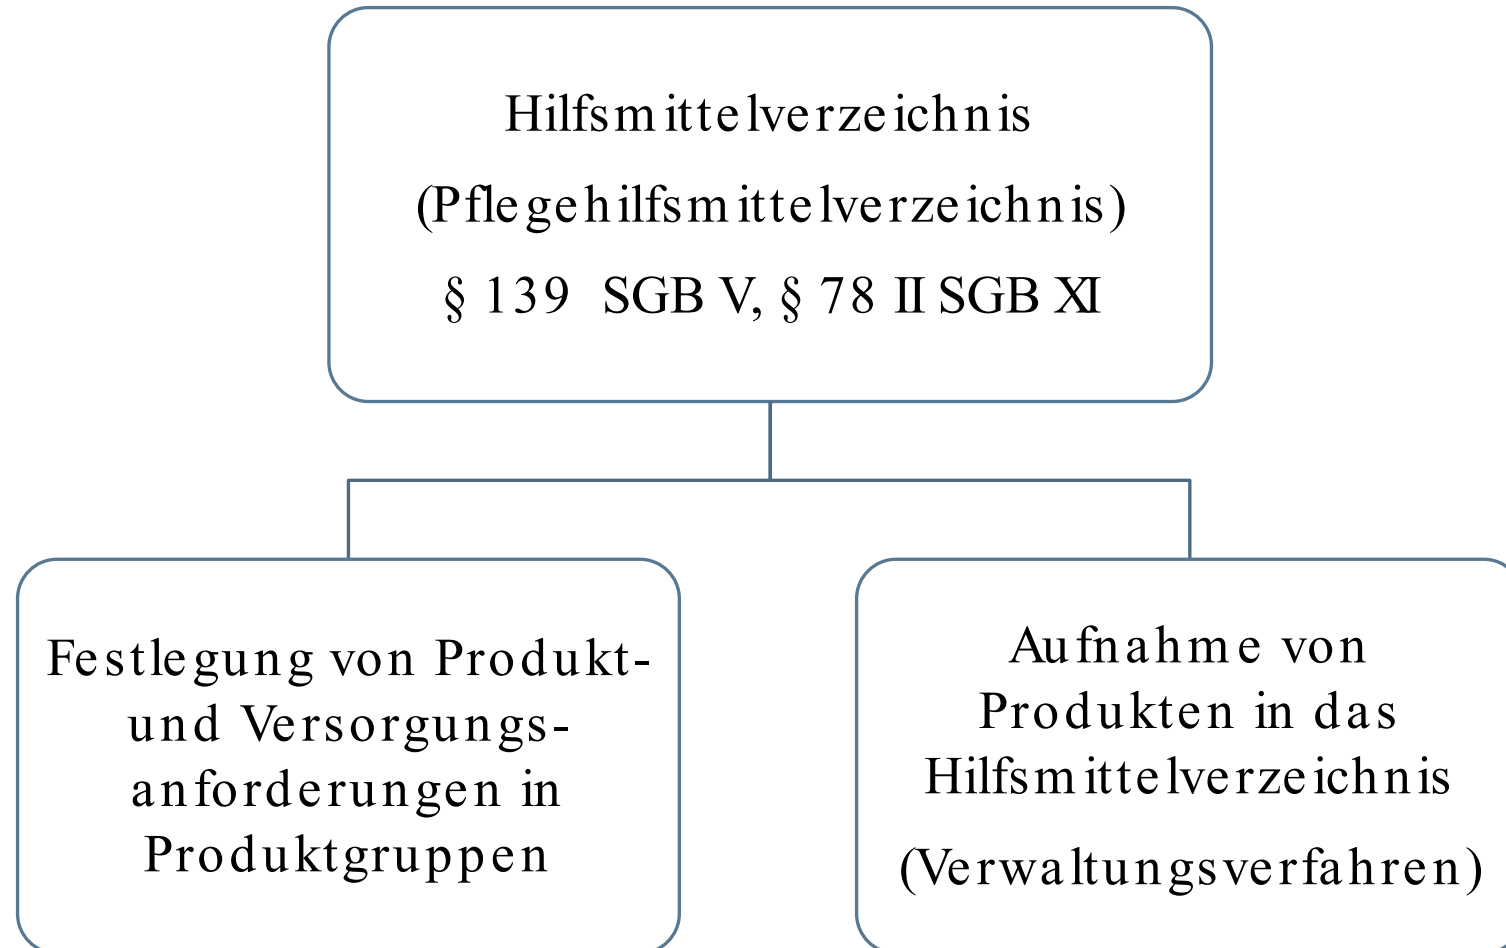 Hilfsmittelverzeichnis
(Pflegehilfsmittelverzeichnis)
§ 139 SGB V, § 78 II SGB XI
Festlegung von Produkt-
und Versorgungs-
anforderungen in
Produktgruppen
Aufnahme von
Produkten in das
Hilfsmittelverzeichnis
(Verwaltungsverfahren)